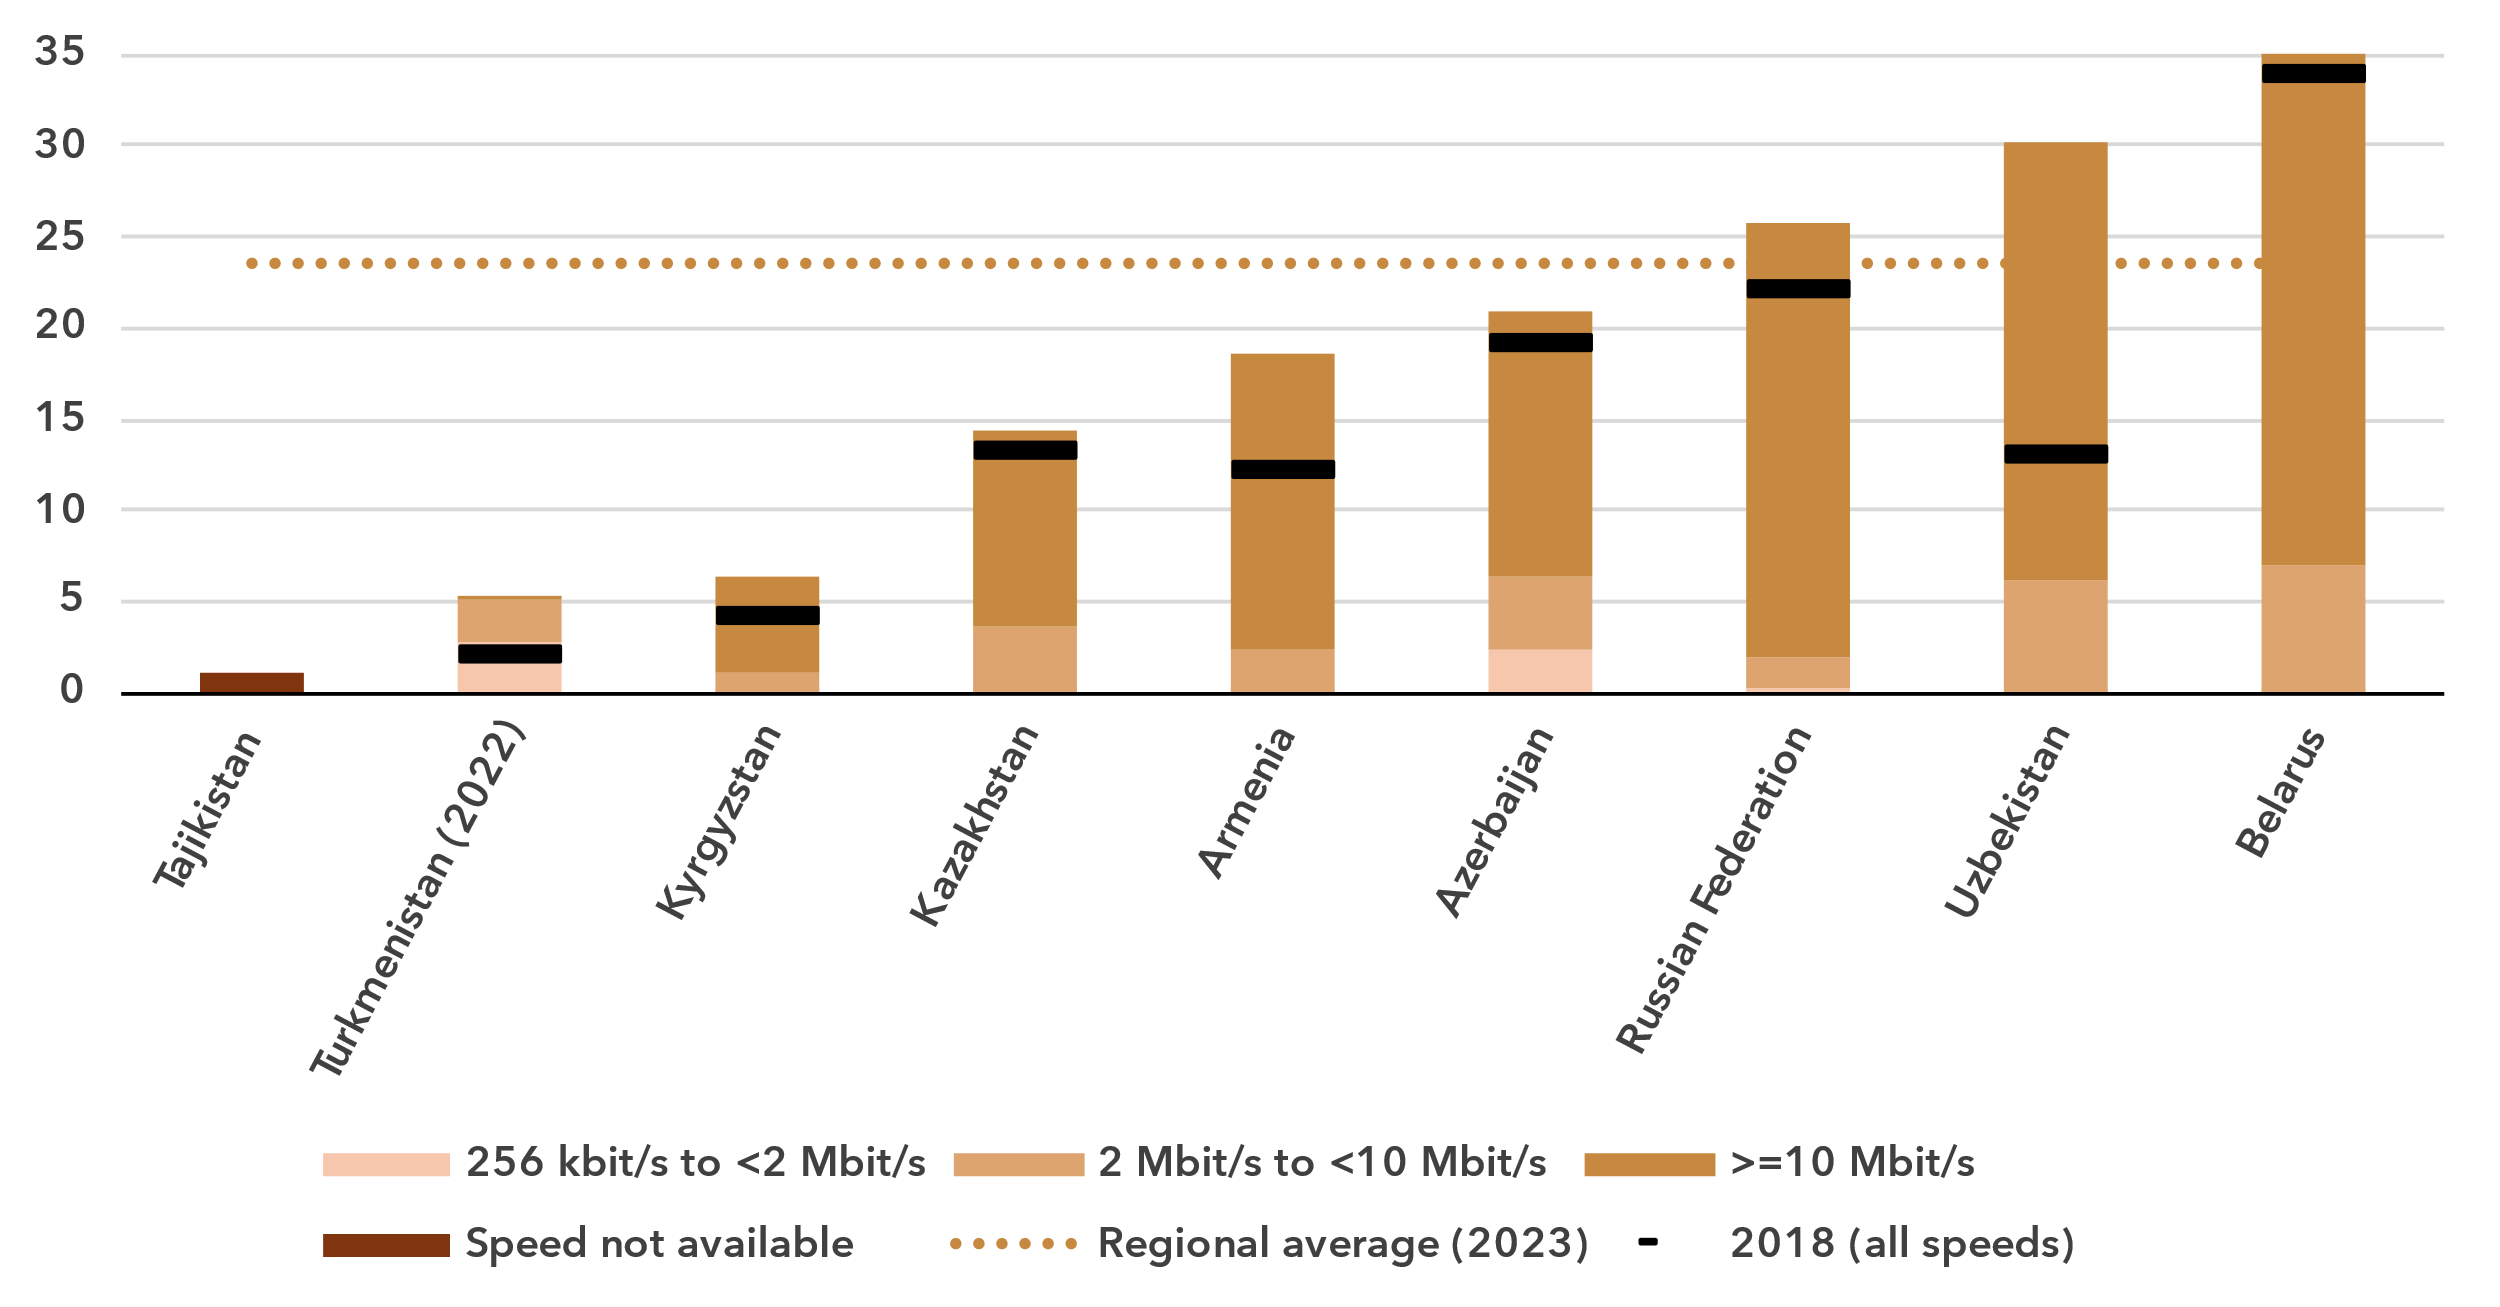 35
30
25
20
15
10
5
0
Tajikistan
Turkmenistan (2022)
Kyrgyzstan
Kazakhstan
Armenia
Azerbaijan
Russian Federation
Uzbekistan
Belarus
256 kbit/s to <2 Mbit/s
2 Mbit/s to <10 Mbit/s
>=10 Mbit/s
Speed not available
Regional average (2023)
2018 (all speeds)